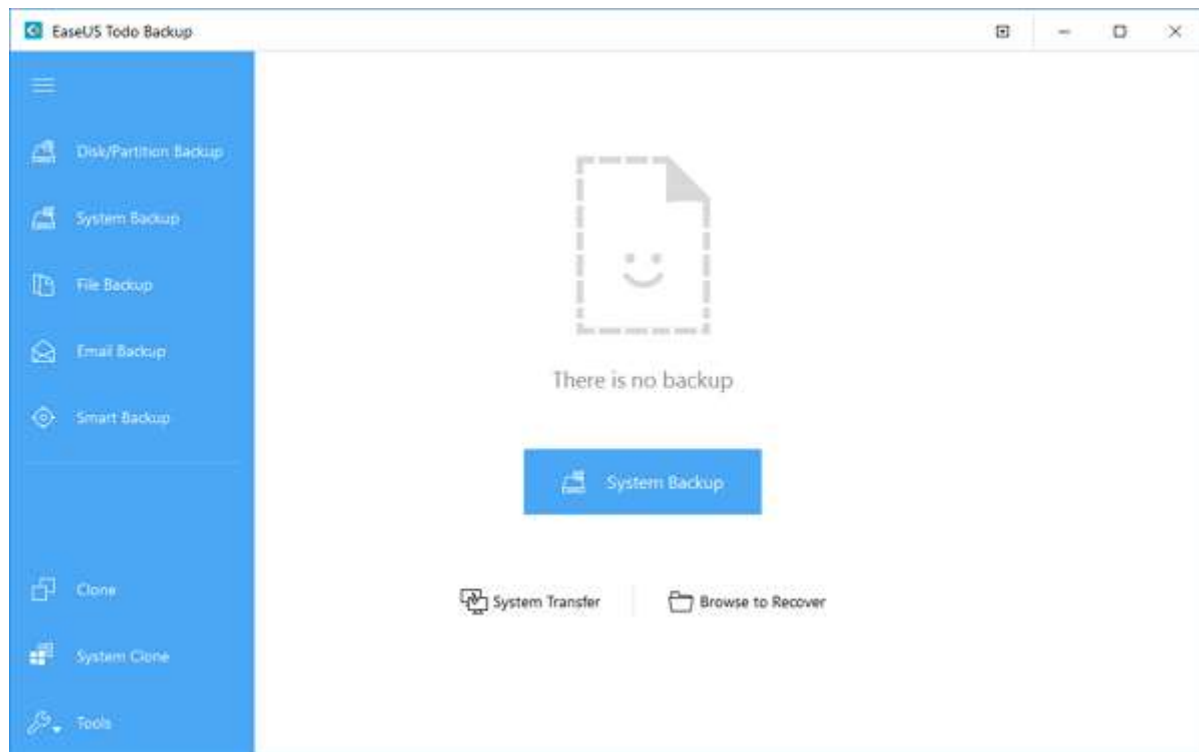 EaseUS Todo Backup
Disk/Partition Backup
System Backup
File Backup
Email Backup
Smart Backup
Clone
System Clone
Tools
There is no backup
System Backup
System Transfer
Browse to Recover